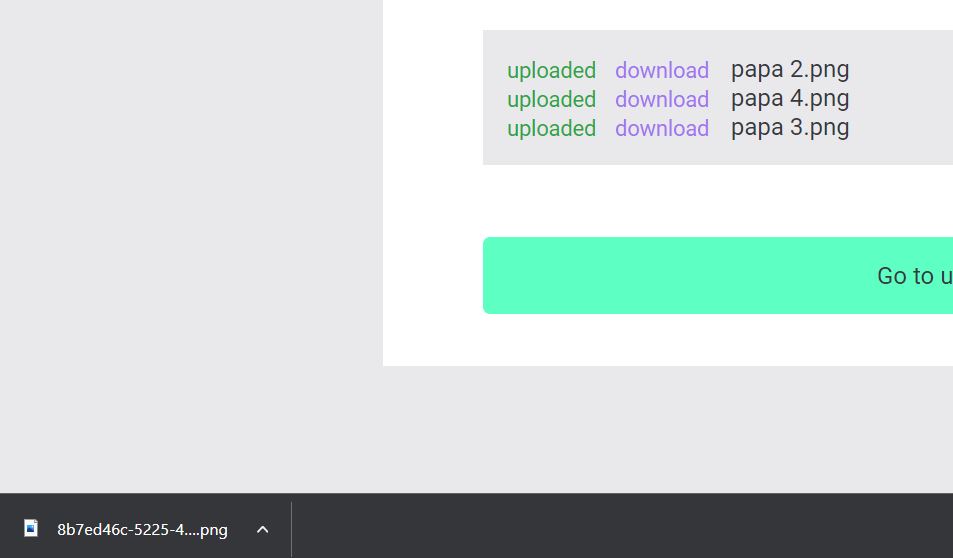 uploaded download papa 2.png
uploaded download papa 4.png
uploaded download papa 3.png
Go to u
8b7ed46c-5225-4....png